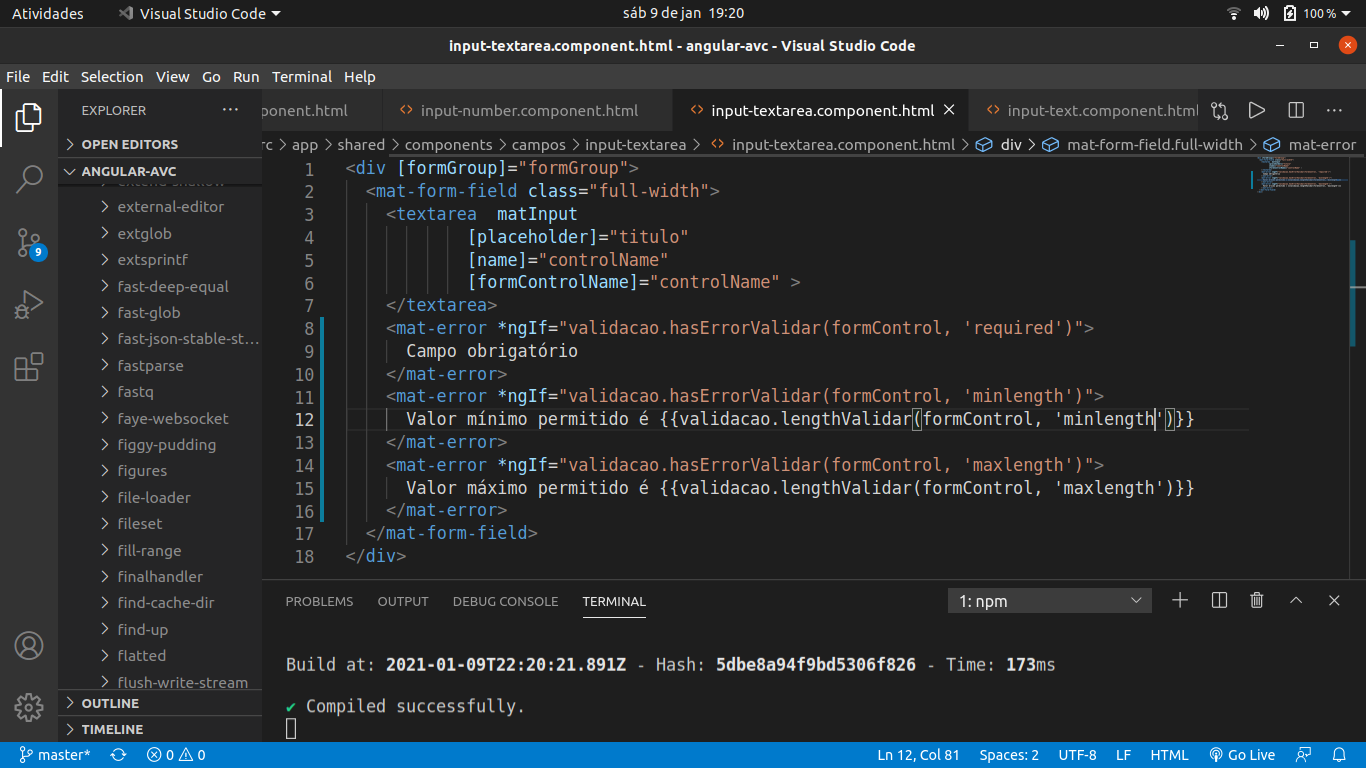 Atividades
Visual Studio Code
sáb 9 de jan 19:20
100 %
input-textarea.component.html - angular-avc - Visual Studio Code
File Edit Selection View Go Run Terminal Help
EXPLORER
ponent.html
input-number.component.html
input-textarea.component.html
input-text.component.html
OPEN EDITORS
rc > app > shared > components > campos > input-textarea > input-textarea.component.html > div > mat-form-field.full-width > mat-error
ANGULAR-AVC
extend-shallow
external-editor
extglob
extsprintf
fast-deep-equal
fast-glob
fast-json-stable-st...
fastparse
fastq
faye-websocket
figgy-pudding
figures
file-loader
fileset
fill-range
finalhandler
find-cache-dir
find-up
flatted
flush-write-stream
OUTLINE
TIMELINE
9
1 <div [formGroup]="formGroup">
2 <mat-form-field class="full-width">
3 <textarea  matInput
4 [placeholder]="titulo"
5 [name]="controlName"
6 [formControlName]="controlName" >
7 </textarea>
8 <mat-error *ngIf="validacao.hasErrorValidar(formControl, 'required')">
9 Campo obrigatório
10 </mat-error>
11 <mat-error *ngIf="validacao.hasErrorValidar(formControl, 'minlength')">
12 Valor mínimo permitido é {{validacao.lengthValidar(formControl, 'minlength')}}
13 </mat-error>
14 <mat-error *ngIf="validacao.hasErrorValidar(formControl, 'maxlength')">
15 Valor máximo permitido é {{validacao.lengthValidar(formControl, 'maxlength')}}
16 </mat-error>
17 </mat-form-field>
18 </div>
PROBLEMS OUTPUT DEBUG CONSOLE TERMINAL
1: npm
Build at: 2021-01-09T22:20:21.891Z - Hash: 5dbe8a94f9bd5306f826 - Time: 173ms
✔ Compiled successfully.
master*
0 0
Ln 12, Col 81
Spaces: 2
UTF-8
LF
HTML
Go Live